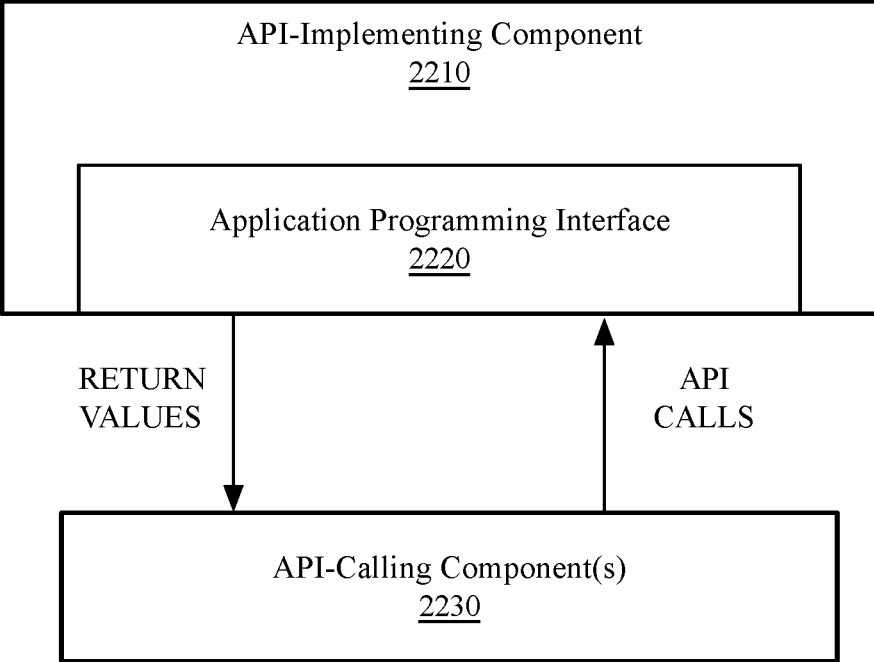 API-Implementing Component
2210
Application Programming Interface
2220
RETURN
VALUES
API
CALLS
API-Calling Component(s)
2230